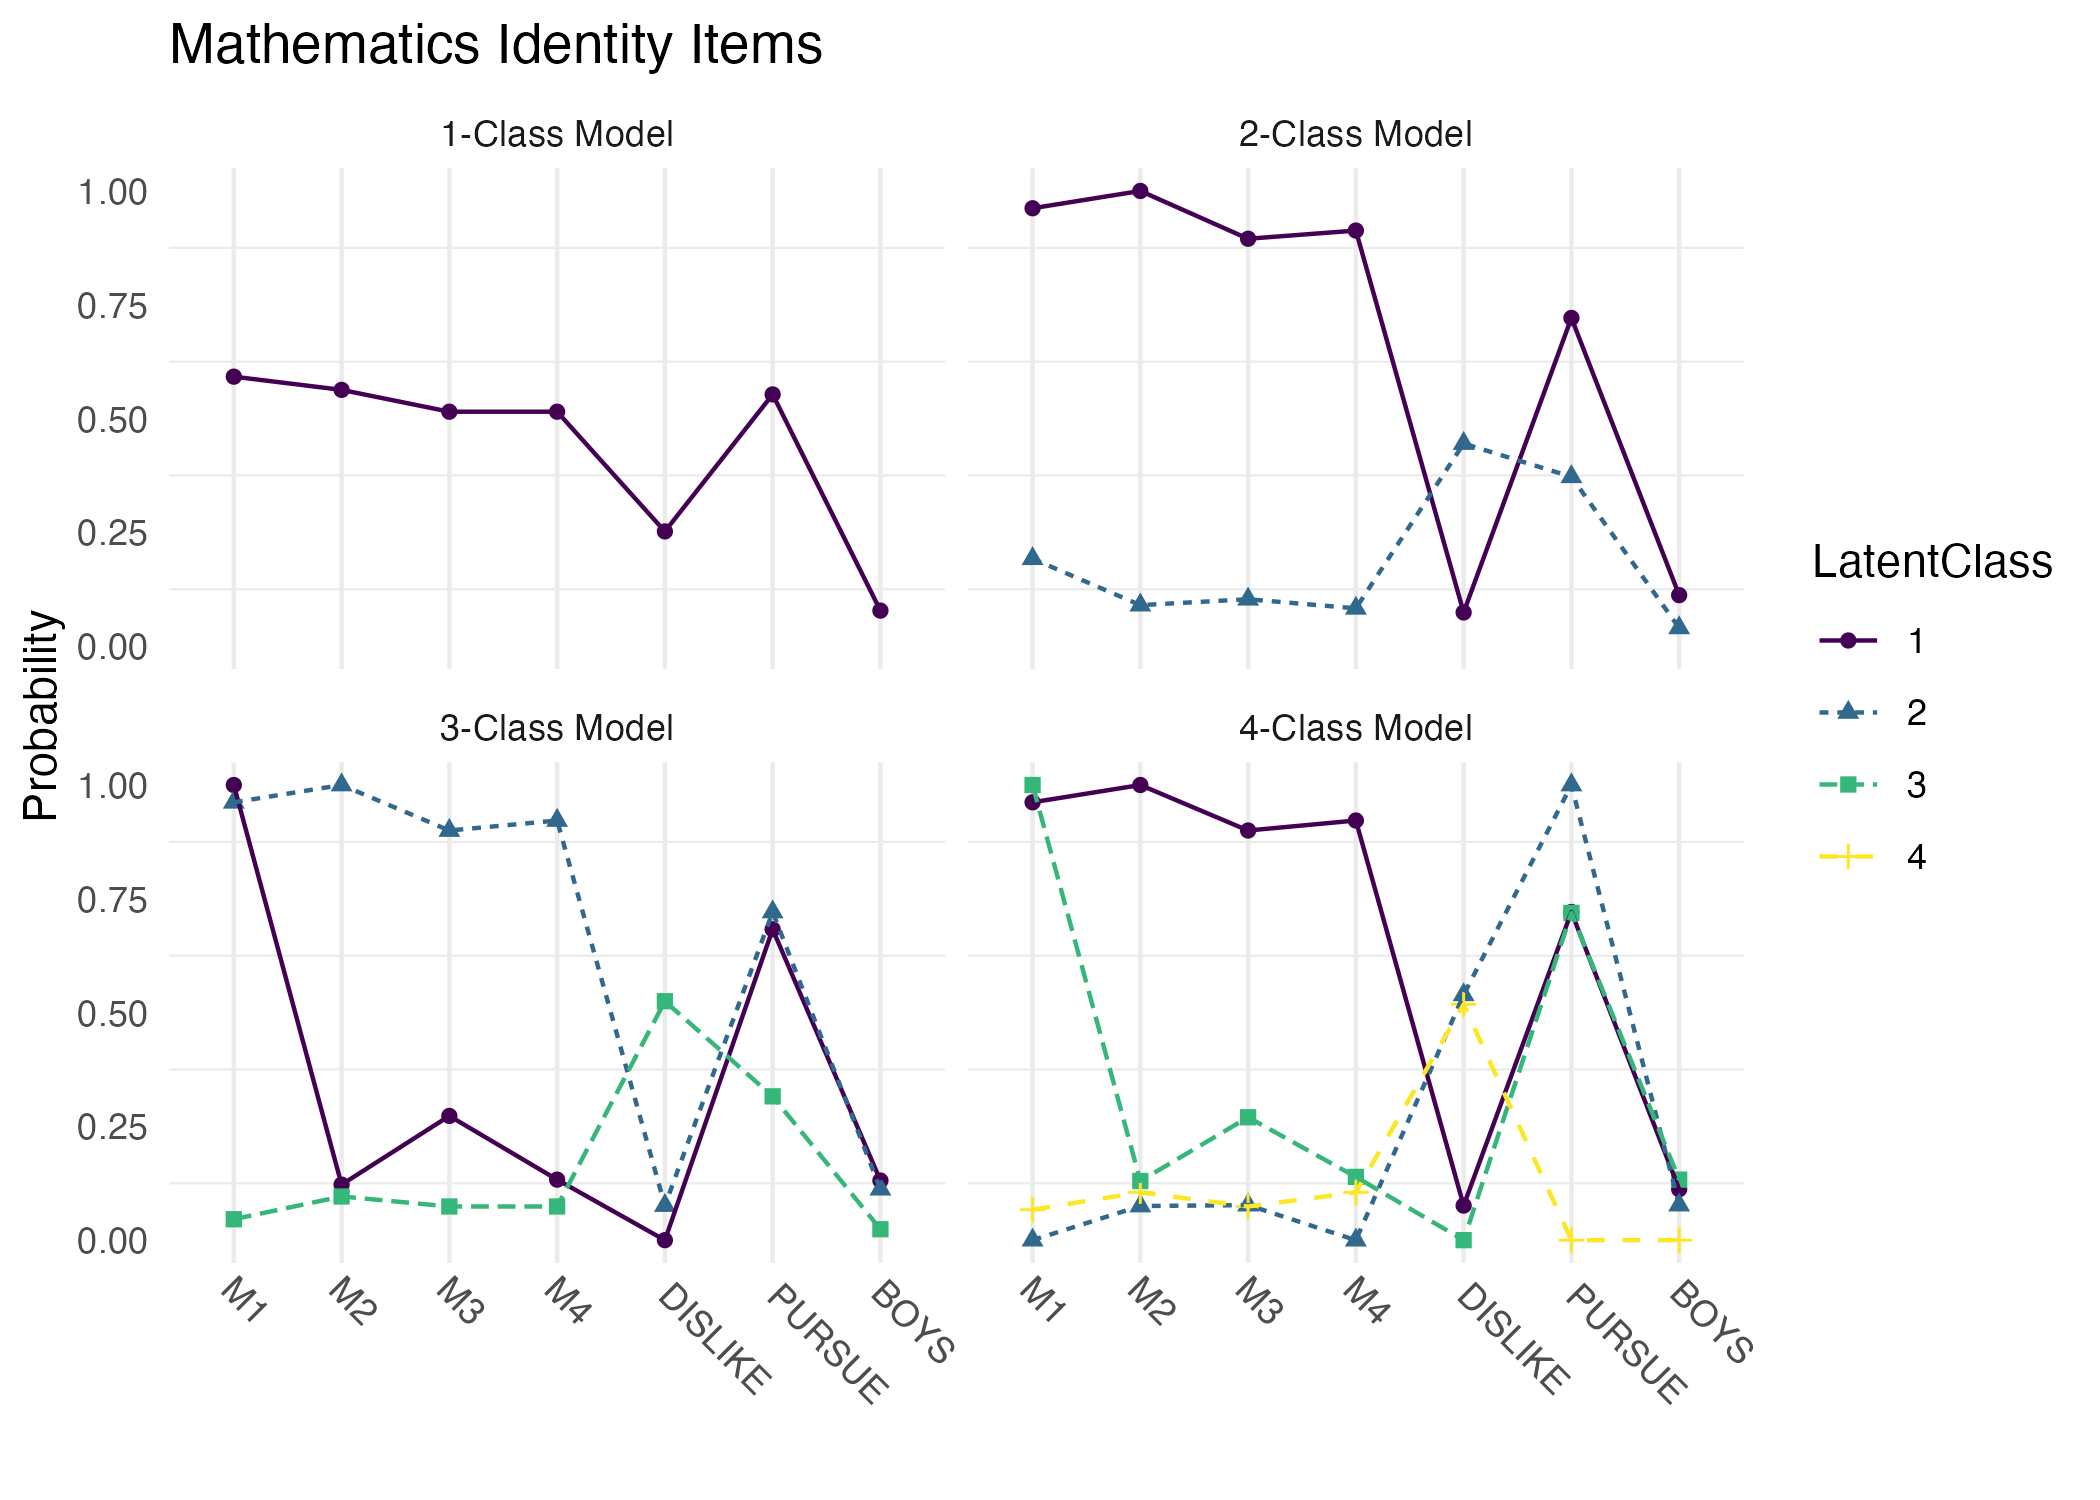 Mathematics Identity Items
1-Class Model
2-Class Model
1.00
0.75
0.50
0.25
0.00
3-Class Model
4-Class Model
1.00
0.75
0.50
0.25
0.00
Probability
M1 M2 M3 M4 DISLIKE PURSUE BOYS
M1 M2 M3 M4 DISLIKE PURSUE BOYS
LatentClass
1
2
3
4